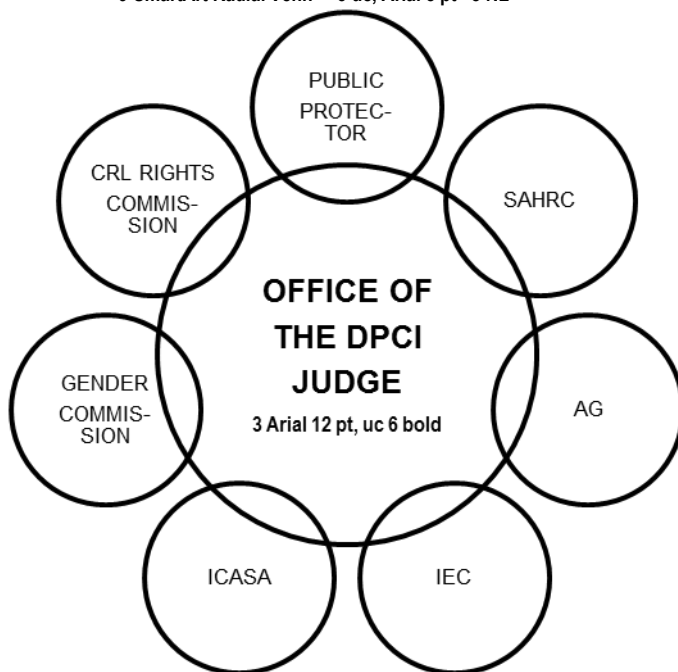 PUBLIC
PROTEC-
TOR
CRL RIGHTS
COMMIS-
SION
SAHRC
OFFICE OF
THE DPCI
JUDGE
3 Arial 12 pt, uc 6 bold
GENDER
COMMIS-
SION
AG
ICASA
IEC